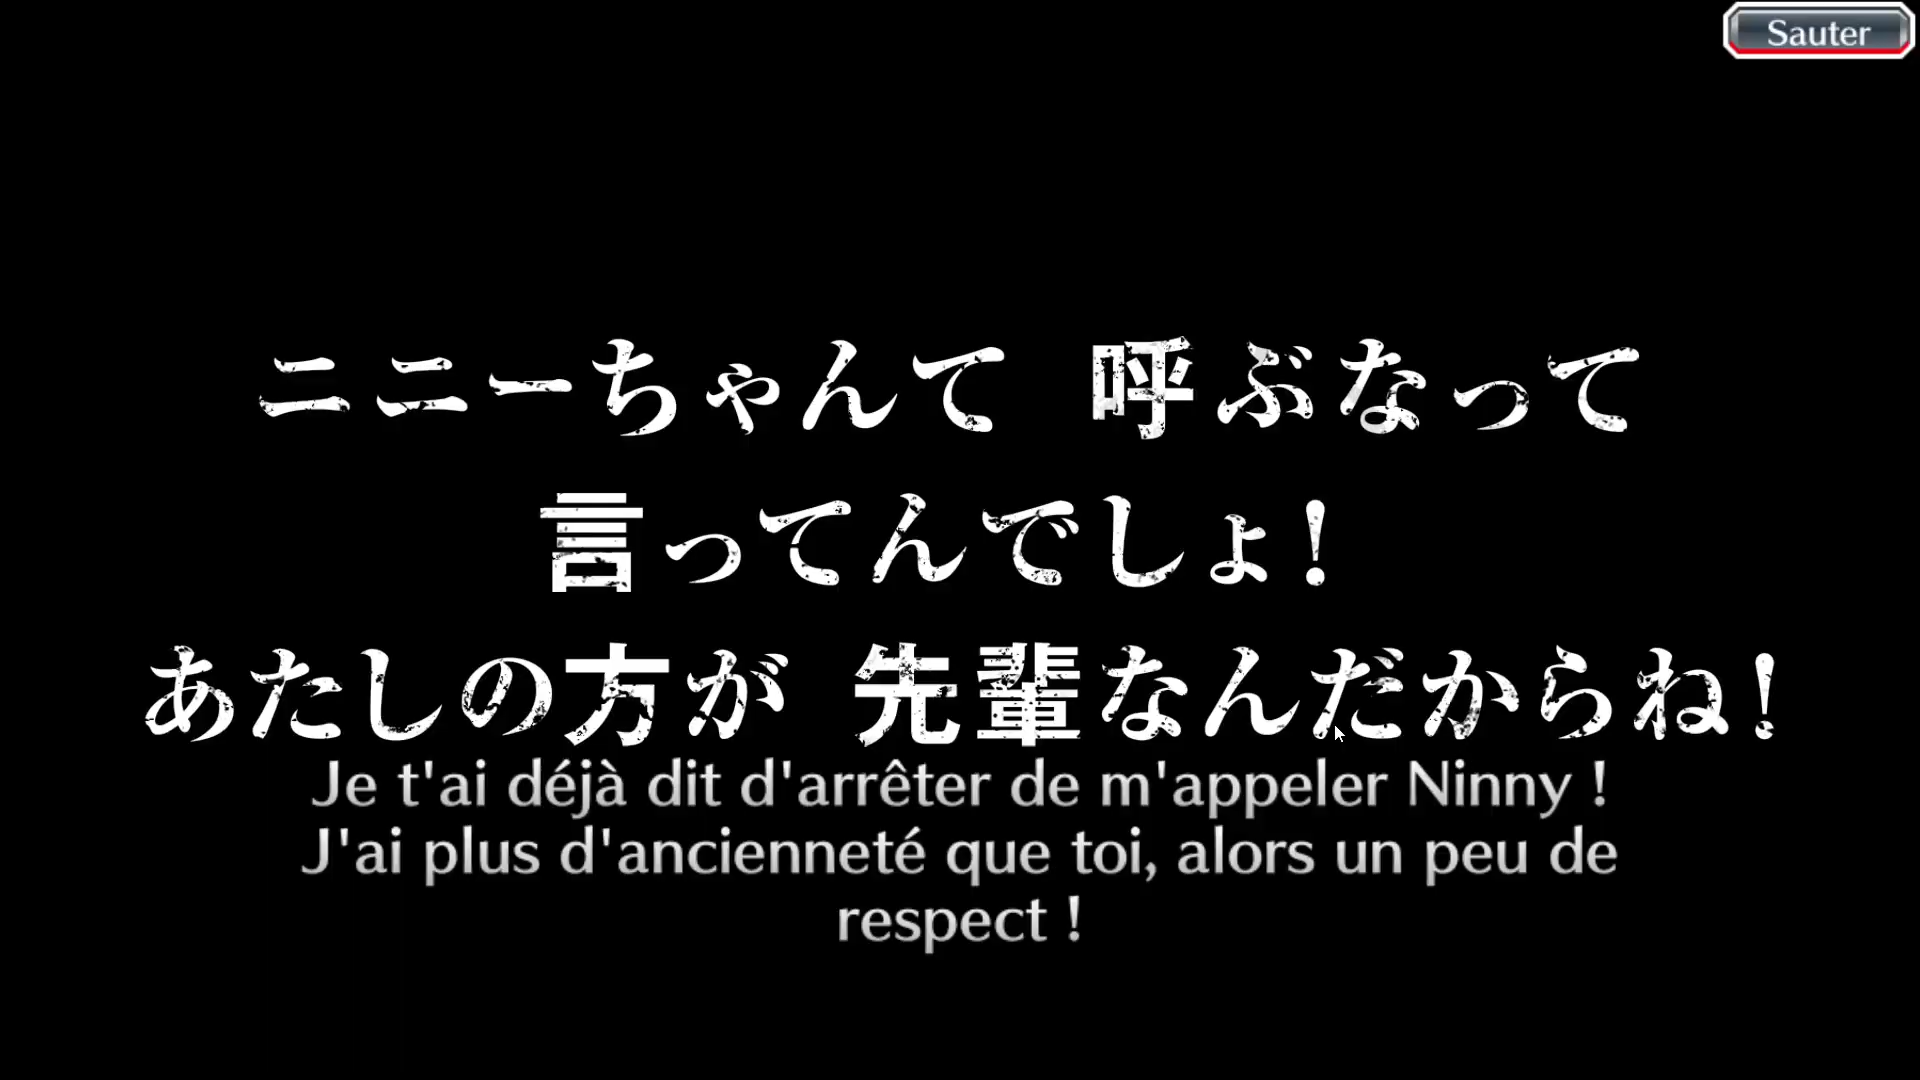 Sauter
ニニーちゃんて 呼ぶなって
言ってんでしょ!
あたしの方が 先輩なんだからね!
Je t'ai déjà dit d'arrêter de m'appeler Ninny !
J'ai plus d'ancienneté que toi, alors un peu de
respect !